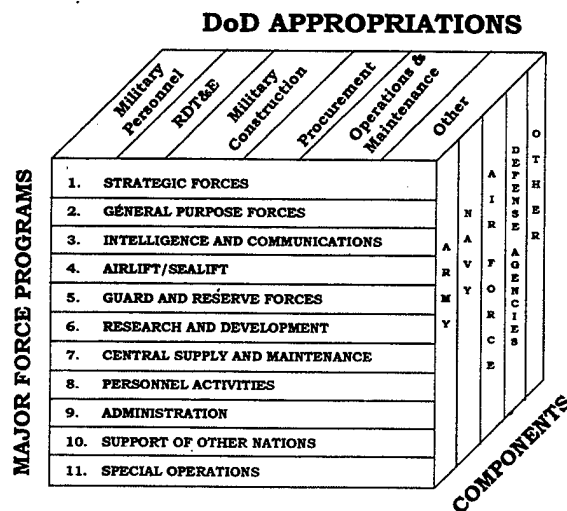 DoD APPROPRIATIONS
Military
Personnel
RDT&E
Military
Construction
Procurement
Operations &
Maintenance
Other
MAJOR FORCE PROGRAMS
1. STRATEGIC FORCES
2. GENERAL PURPOSE FORCES
3. INTELLIGENCE AND COMMUNICATIONS
4. AIRLIFT/SEALIFT
5. GUARD AND RESERVE FORCES
6. RESEARCH AND DEVELOPMENT
7. CENTRAL SUPPLY AND MAINTENANCE
8. PERSONNEL ACTIVITIES
9. ADMINISTRATION
10. SUPPORT OF OTHER NATIONS
11. SPECIAL OPERATIONS
ARMY
NAVY
AIR FORCE
DEFENSE AGENCIES
OTHER
COMPONENTS